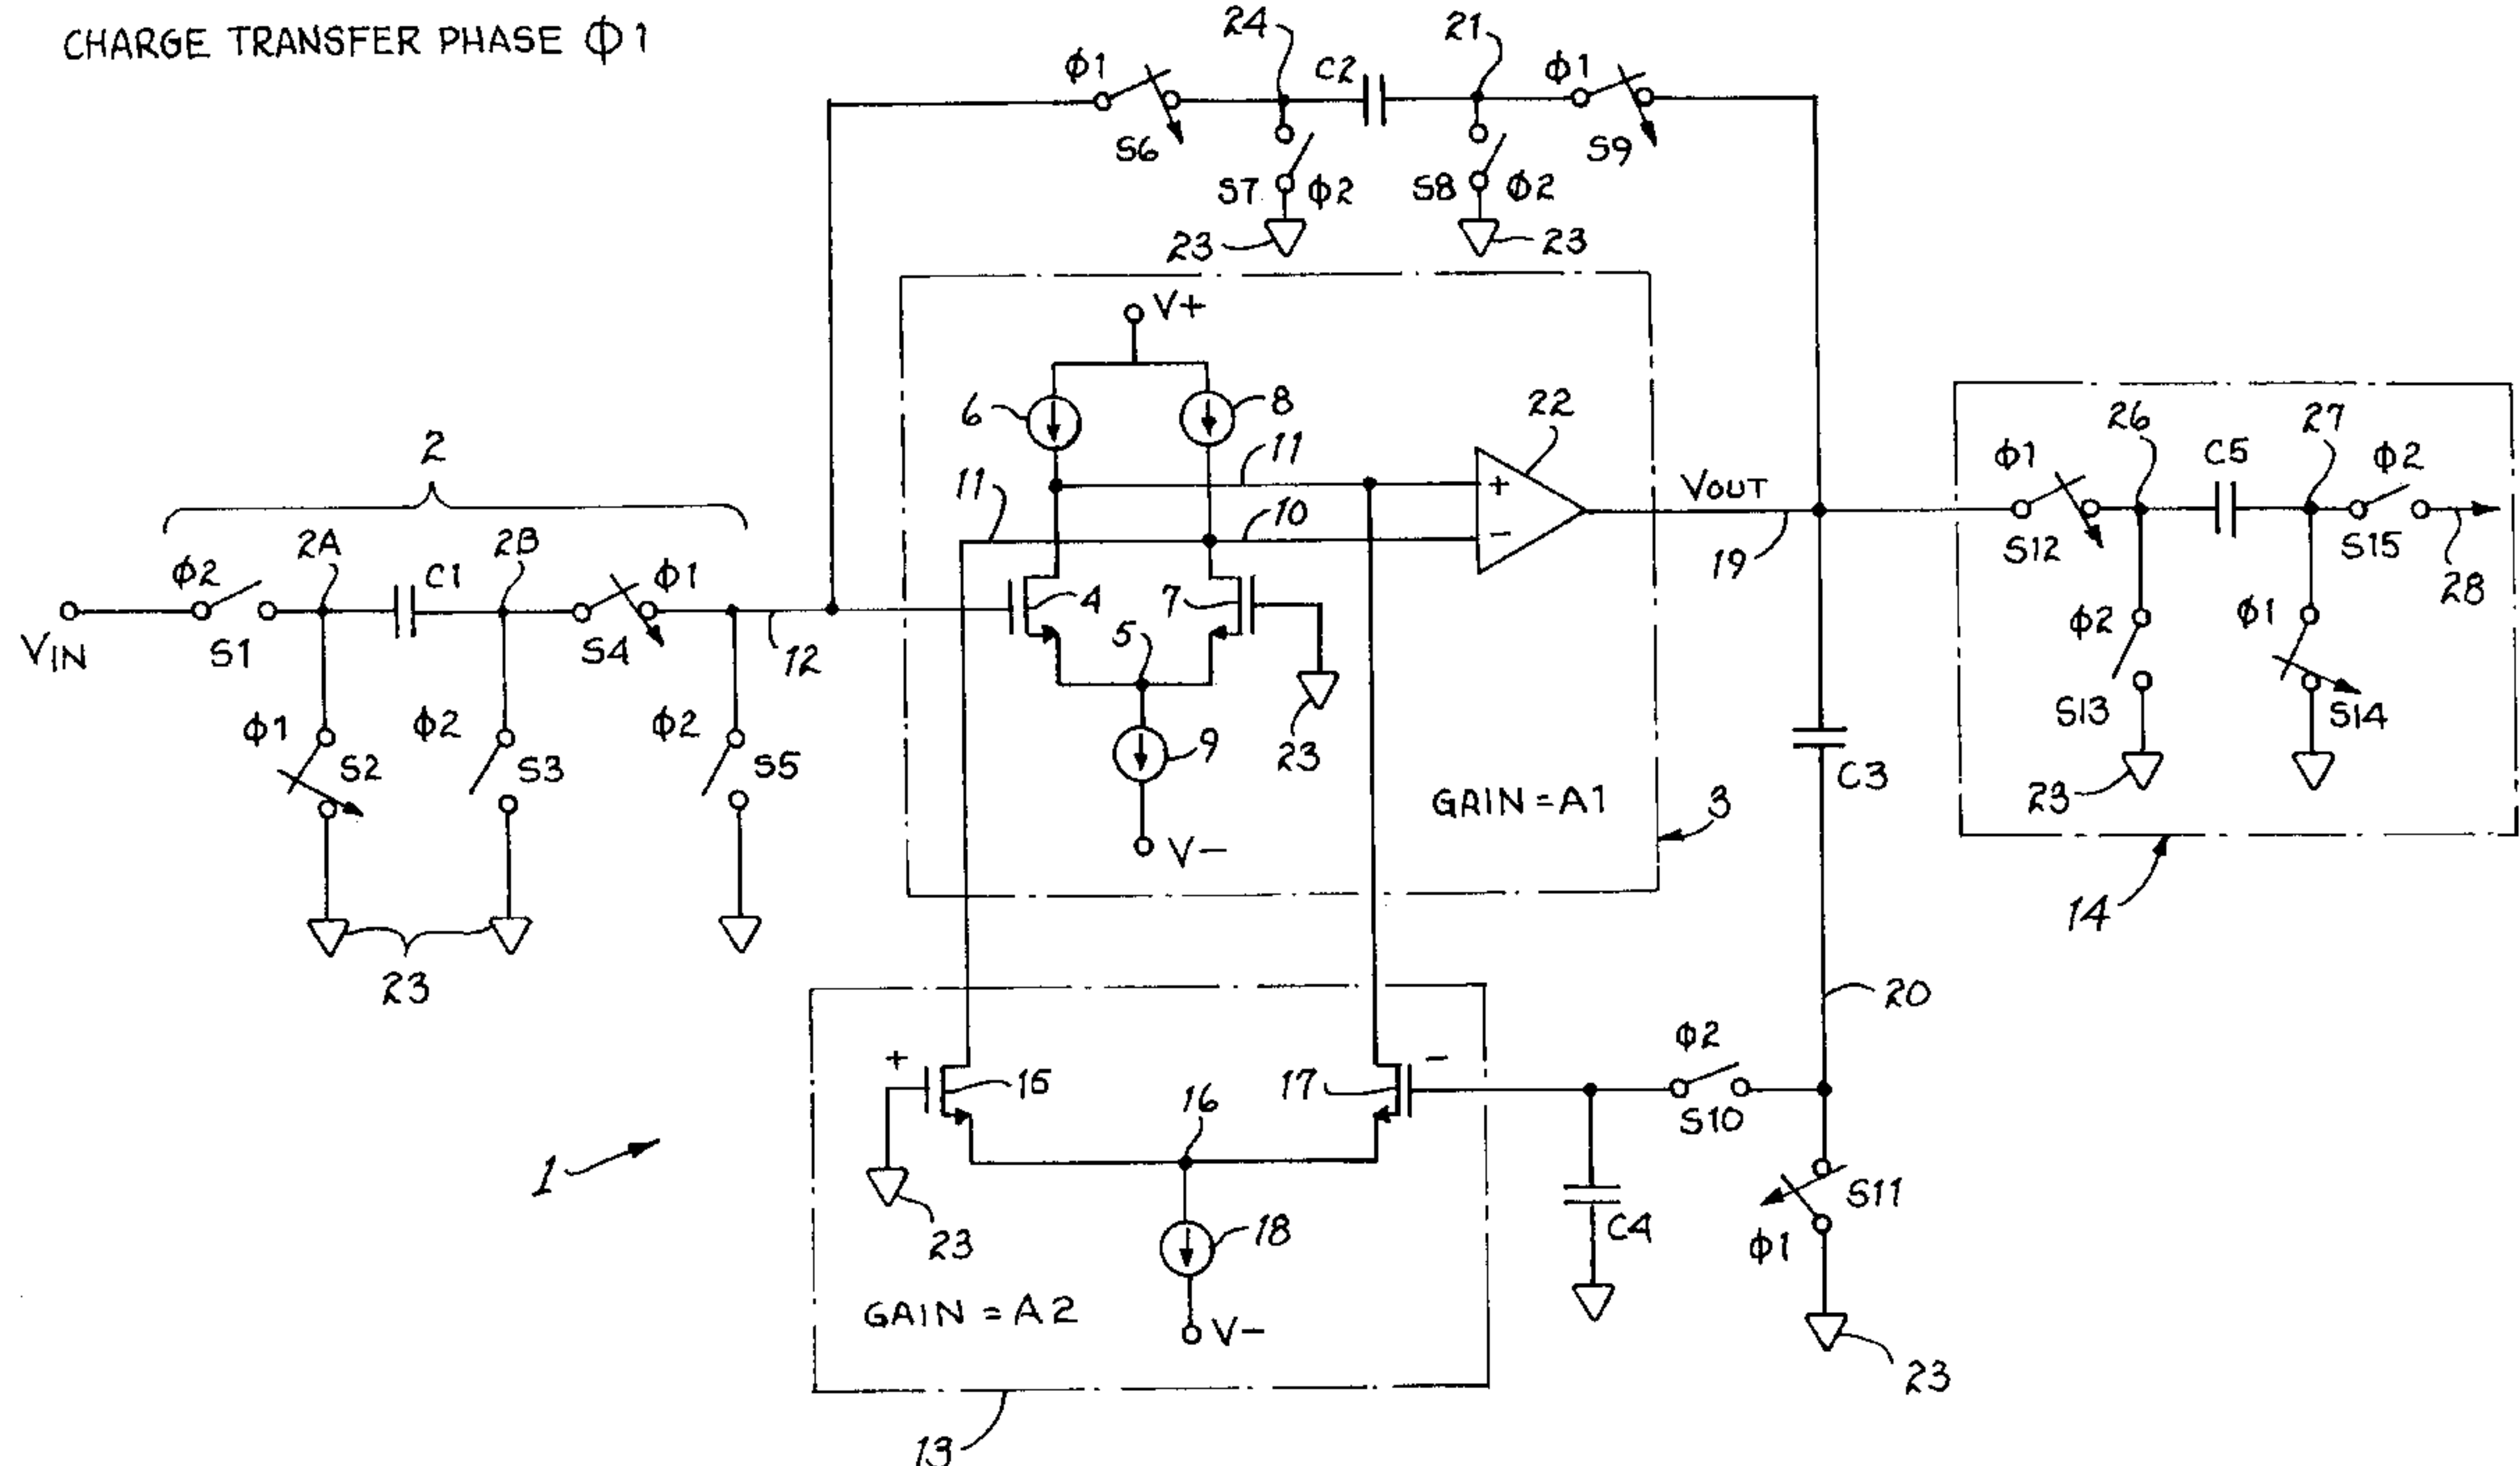 CHARGE TRANSFER PHASE Φ1
24
21
ϕ1
C2
ϕ1
S6
S9
S7
ϕ2
S8
ϕ2
23
23
V+
6
8
22
11
11
10
+
-
VOUT
19
2
2A
2B
ϕ2
C1
ϕ1
VIN
S1
S4
12
4
7
5
ϕ1
S2
ϕ2
S3
ϕ2
S5
9
23
V-
GAIN = A1
3
C3
23
26
27
ϕ1
C5
ϕ2
S12
S15
28
ϕ2
ϕ1
S13
S14
23
14
20
+
-
15
16
17
ϕ2
S10
S11
ϕ1
C4
23
18
GAIN = A2
V-
23
1
13